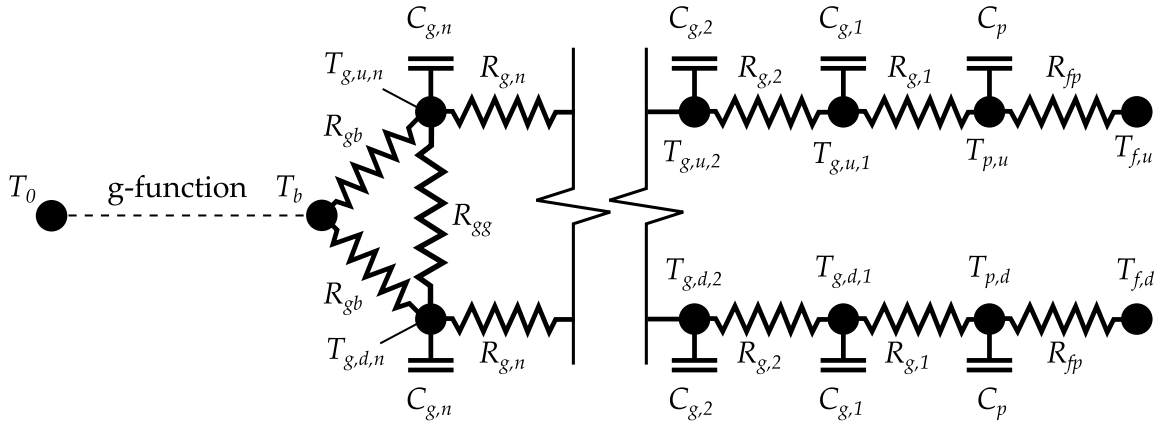 C_{g,n} C_{g,2} C_{g,1} C_p
T_{g,u,n} R_{g,n} R_{g,2} R_{g,1} R_{fp}
R_{gb} T_{g,u,2} T_{g,u,1} T_{p,u} T_{f,u}
T_0 g-function T_b R_{gg}
R_{gb} T_{g,d,2} T_{g,d,1} T_{p,d} T_{f,d}
T_{g,d,n} R_{g,n} R_{g,2} R_{g,1} R_{fp}
C_{g,n} C_{g,2} C_{g,1} C_p